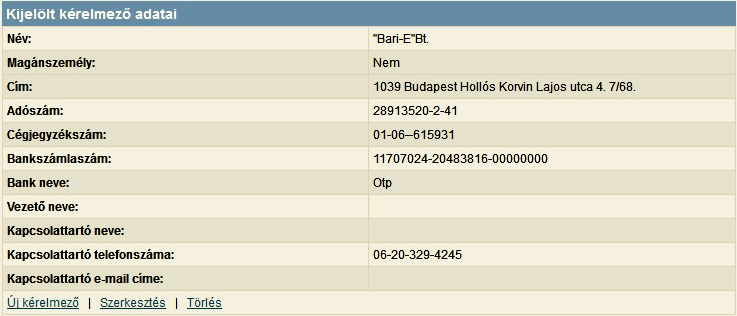 Kijelölt kérelmező adatai
Név: "Bari-E"Bt.
Magánszemély: Nem
Cím: 1039 Budapest Hollós Korvin Lajos utca 4. 7/68.
Adószám: 28913520-2-41
Cégjegyzékszám: 01-06--615931
Bankszámlaszám: 11707024-20483816-00000000
Bank neve: Otp
Vezető neve:
Kapcsolattartó neve:
Kapcsolattartó telefonszáma: 06-20-329-4245
Kapcsolattartó e-mail címe:
Új kérelmező | Szerkesztés | Törlés